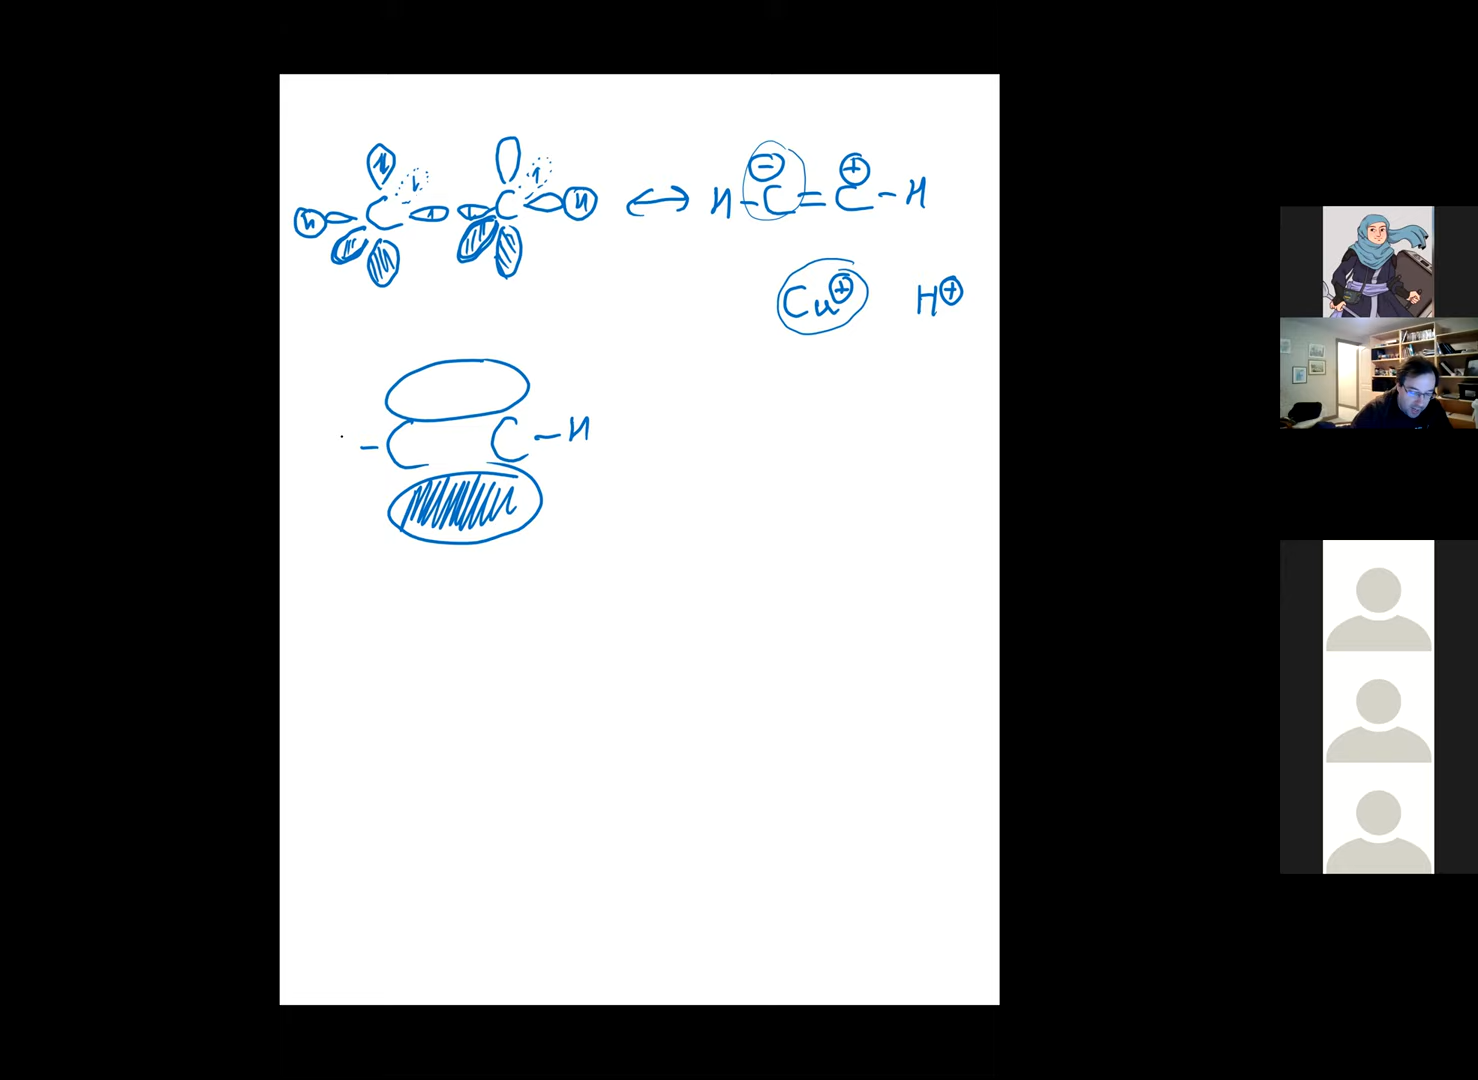 H C C H ↔ H - C = C - H
⊖ ⊕
Cu⊕ H⊕
- C C - H